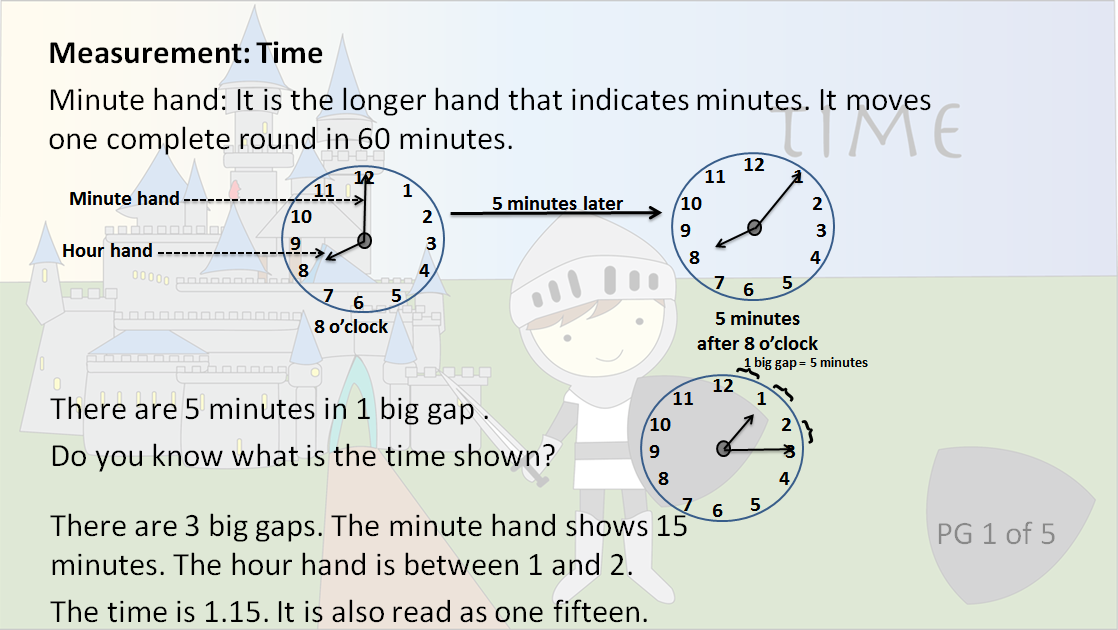 Measurement: Time
Minute hand: It is the longer hand that indicates minutes. It moves
one complete round in 60 minutes.
TIME
Minute hand
Hour hand
12
11
1
10
2
9
3
8
4
7
6
5
8 o'clock
5 minutes later
12
11
1
10
2
9
3
8
4
7
6
5
5 minutes
after 8 o'clock
1 big gap = 5 minutes
12
11
1
10
2
9
3
8
4
7
6
5
There are 5 minutes in 1 big gap .
Do you know what is the time shown?
There are 3 big gaps. The minute hand shows 15
minutes. The hour hand is between 1 and 2.
The time is 1.15. It is also read as one fifteen.
PG 1 of 5